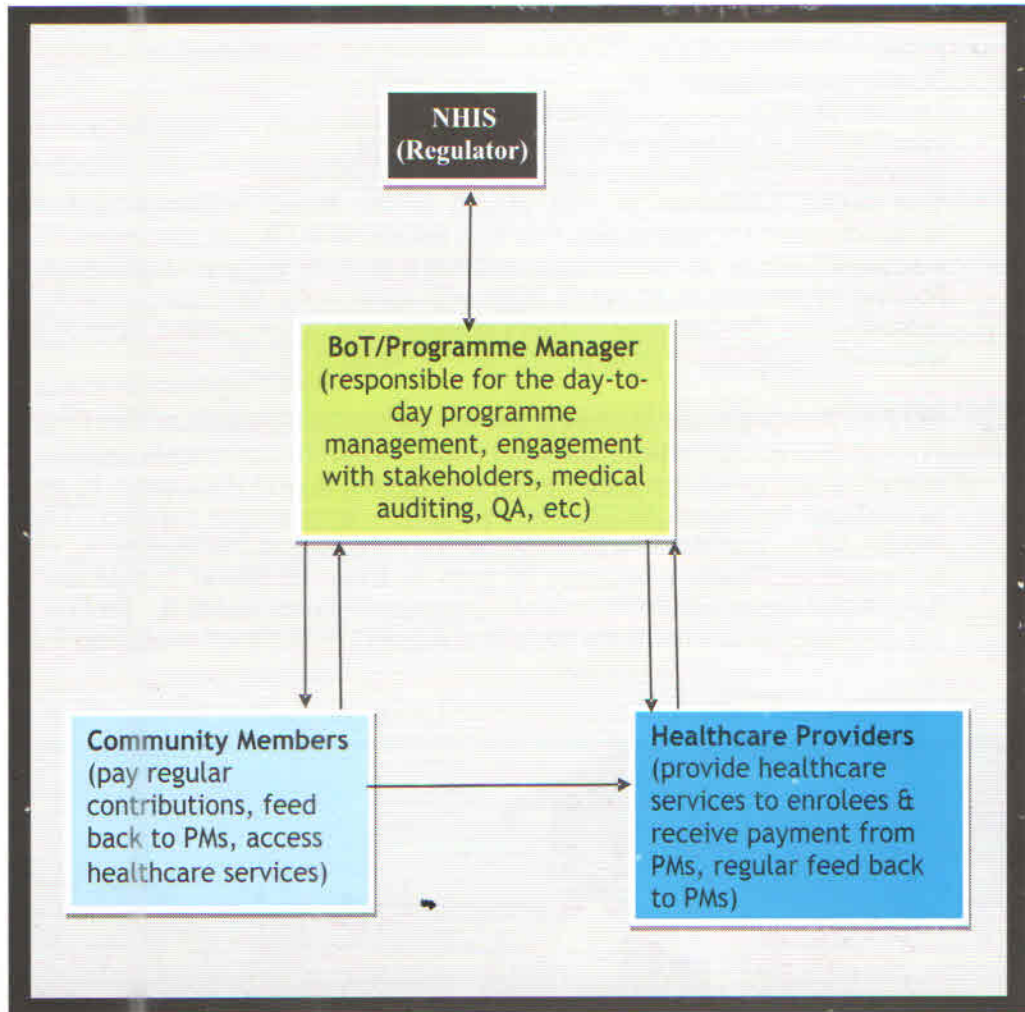 NHIS
(Regulator)
BoT/Programme Manager
(responsible for the day-to-
day programme
management, engagement
with stakeholders, medical
auditing, QA, etc)
Community Members
(pay regular
contributions, feed
back to PMs, access
healthcare services)
Healthcare Providers
(provide healthcare
services to enrolees &
receive payment from
PMs, regular feed back
to PMs)